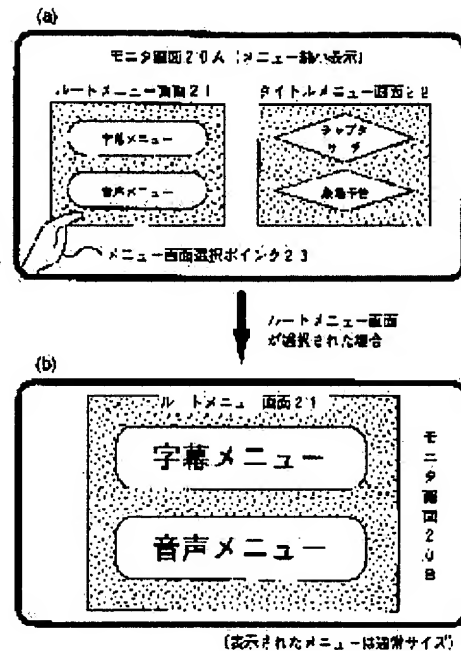 (a)
モニタ画面20A (メニュー縮小表示)
ルートメニュー画面21
タイトルメニュー画面22
字幕メニュー
音声メニュー
チャプタ
サーチ
メニュー画面選択ポインタ23
ルートメニュー画面
が選択された場合
(b)
ルートメニュー画面21
字幕メニュー
音声メニュー
モニタ画面20B
(表示されたメニューは通常サイズ)